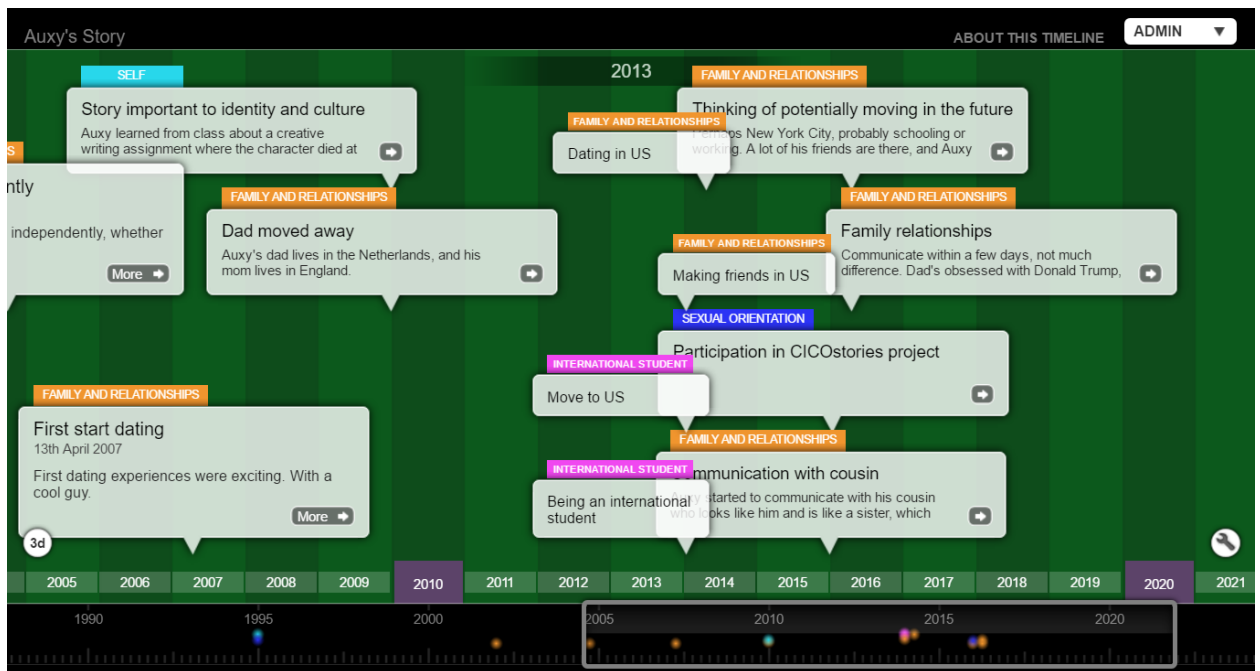 Auxy's Story
ABOUT THIS TIMELINE
ADMIN
2013
SELF
Story important to identity and culture
Auxy learned from class about a creative
writing assignment where the character died at
FAMILY AND RELATIONSHIPS
Thinking of potentially moving in the future
Perhaps New York City, probably schooling or
working. A lot of his friends are there, and Auxy
FAMILY AND RELATIONSHIPS
Dating in US
S
ntly
independently, whether
More
FAMILY AND RELATIONSHIPS
Dad moved away
Auxy's dad lives in the Netherlands, and his
mom lives in England.
FAMILY AND RELATIONSHIPS
Family relationships
Communicate within a few days, not much
difference. Dad's obsessed with Donald Trump,
FAMILY AND RELATIONSHIPS
Making friends in US
SEXUAL ORIENTATION
Participation in CICOstories project
INTERNATIONAL STUDENT
Move to US
FAMILY AND RELATIONSHIPS
First start dating
13th April 2007
First dating experiences were exciting. With a
cool guy.
More
FAMILY AND RELATIONSHIPS
Communication with cousin
Auxy started to communicate with his cousin
who looks like him and is like a sister, which
INTERNATIONAL STUDENT
Being an international
student
3d
2005 2006 2007 2008 2009 2010 2011 2012 2013 2014 2015 2016 2017 2018 2019 2020 2021
1990 1995 2000 2005 2010 2015 2020